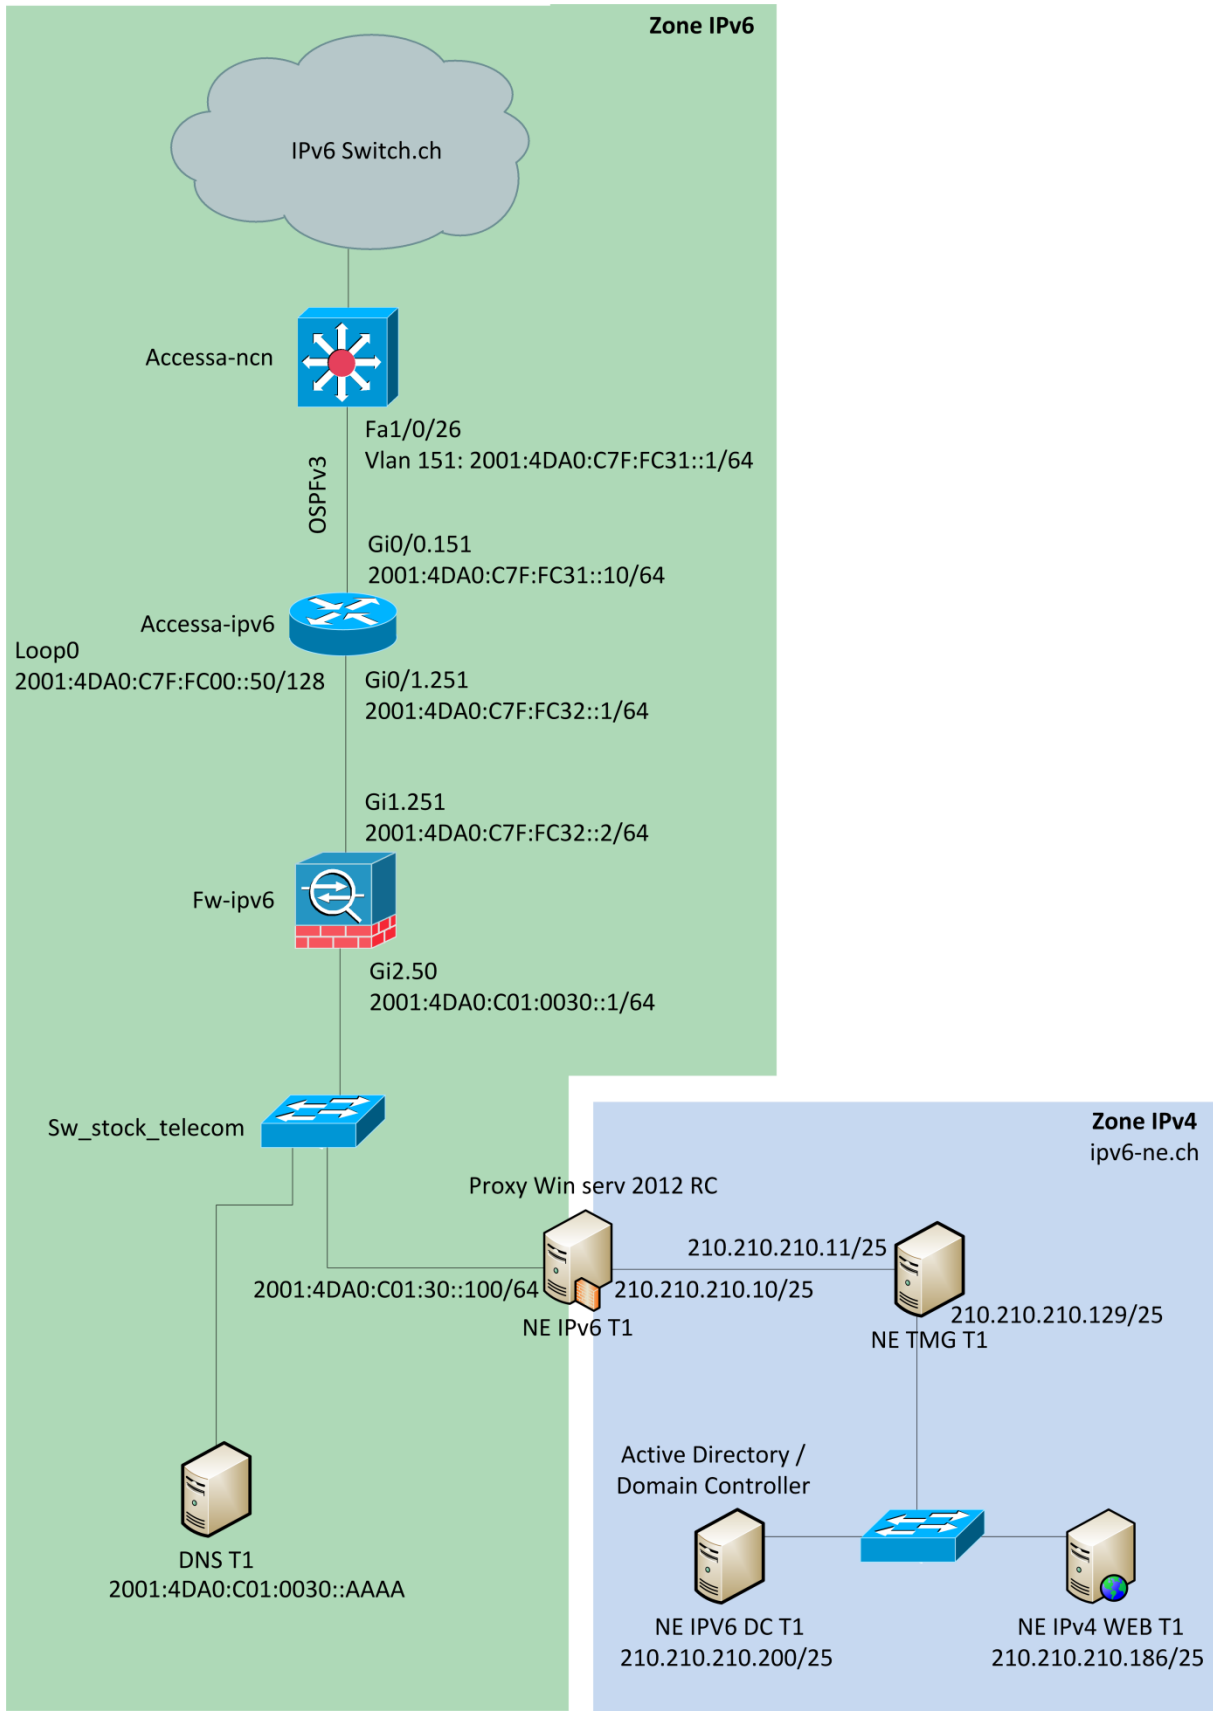 Zone IPv6
IPv6 Switch.ch
Accessa-ncn
Fa1/0/26
Vlan 151: 2001:4DA0:C7F:FC31::1/64
OSPFv3
Gi0/0.151
2001:4DA0:C7F:FC31::10/64
Accessa-ipv6
Loop0
2001:4DA0:C7F:FC00::50/128
Gi0/1.251
2001:4DA0:C7F:FC32::1/64
Gi1.251
2001:4DA0:C7F:FC32::2/64
Fw-ipv6
Gi2.50
2001:4DA0:C01:0030::1/64
Sw_stock_telecom
Zone IPv4
ipv6-ne.ch
Proxy Win serv 2012 RC
210.210.210.11/25
2001:4DA0:C01:30::100/64
210.210.210.10/25
NE IPv6 T1
210.210.210.129/25
NE TMG T1
Active Directory /
Domain Controller
DNS T1
2001:4DA0:C01:0030::AAAA
NE IPV6 DC T1
210.210.210.200/25
NE IPv4 WEB T1
210.210.210.186/25